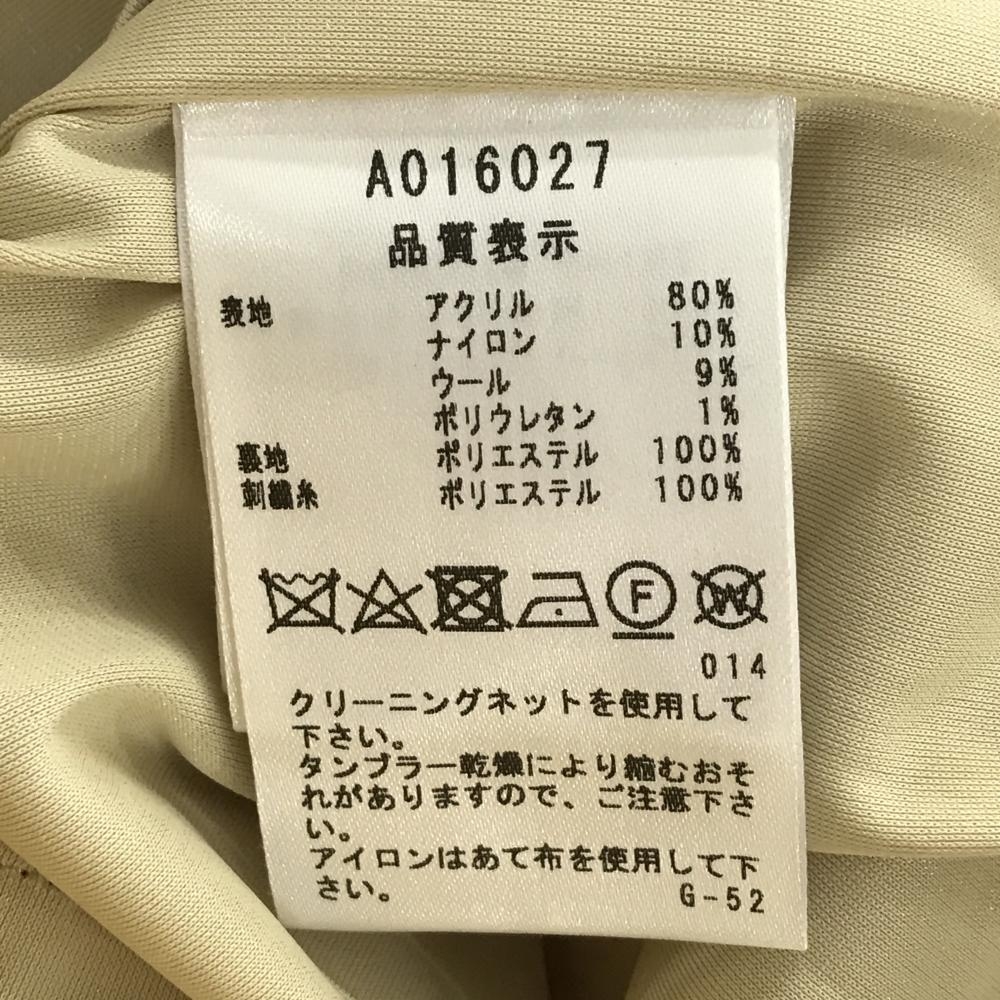 A016027
品質表示
表地 アクリル 80%
ナイロン 10%
ウール 9%
ポリウレタン 1%
裏地 ポリエステル 100%
刺繍糸 ポリエステル 100%
F W
014
クリーニングネットを使用して
下さい。
タンブラー乾燥により縮むおそ
れがありますので、ご注意下さ
い。
アイロンはあて布を使用して下
さい。 G-52